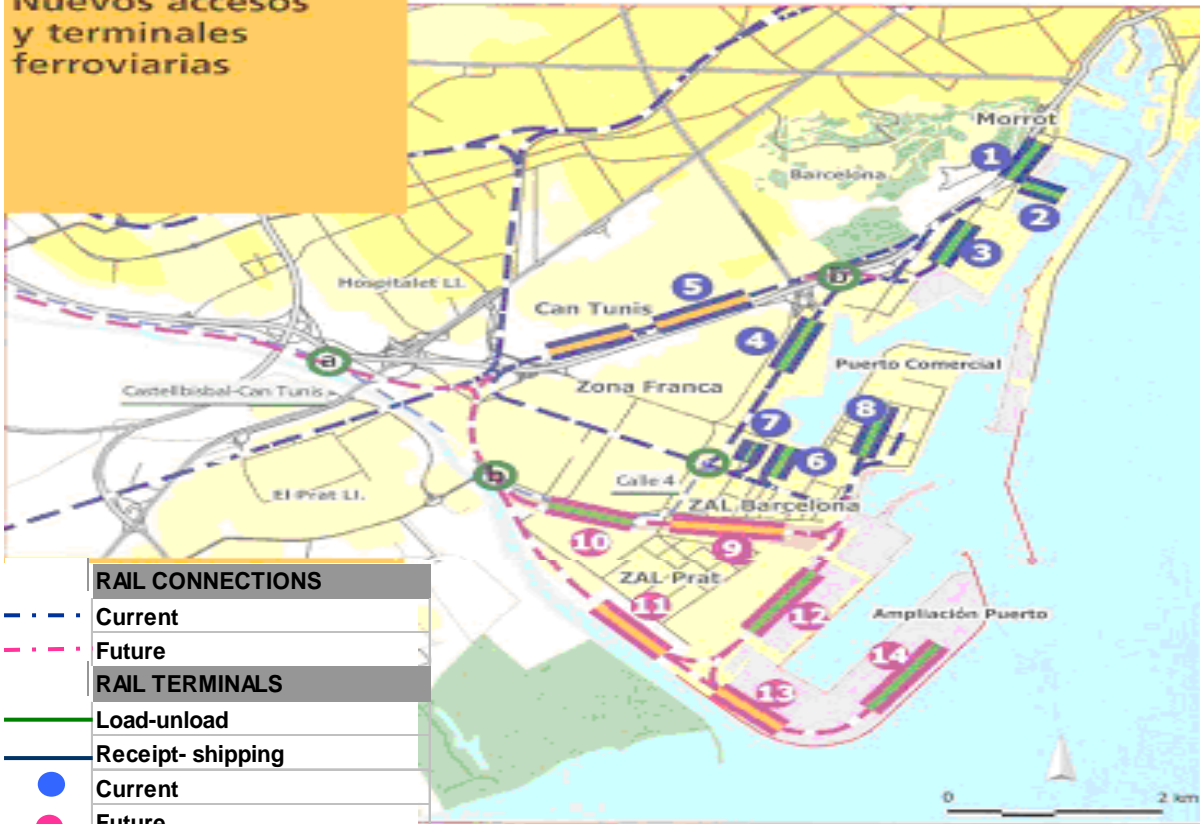 Nuevos accesos
y terminales
ferroviarias
Morrot
1
Barcelona
2
3
Hospitalet Ll.
5
Can Tunis
4
a
Puerto Comercial
Castellbisbal-Can Tunis
Zona Franca
8
7
6
b
Calle 4
El Prat Ll.
ZAL Barcelona
10
9
ZAL Prat
11
12
Ampliación Puerto
14
13
RAIL CONNECTIONS
Current
Future
RAIL TERMINALS
Load-unload
Receipt- shipping
Current
Future
0 2 km